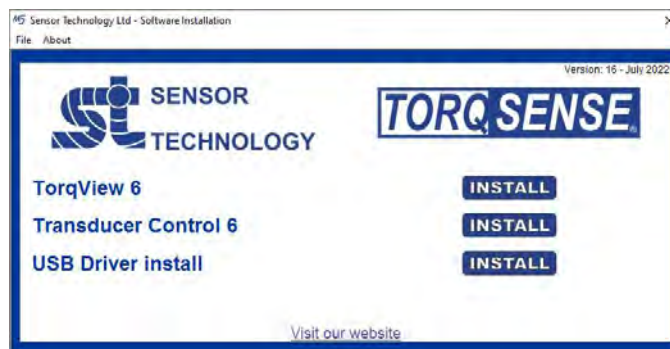 Sensor Technology Ltd - Software Installation
File About
Version: 16 - July 2022
SENSOR
TECHNOLOGY
TORQSENSE®
TorqView 6 INSTALL
Transducer Control 6 INSTALL
USB Driver install INSTALL
Visit our website